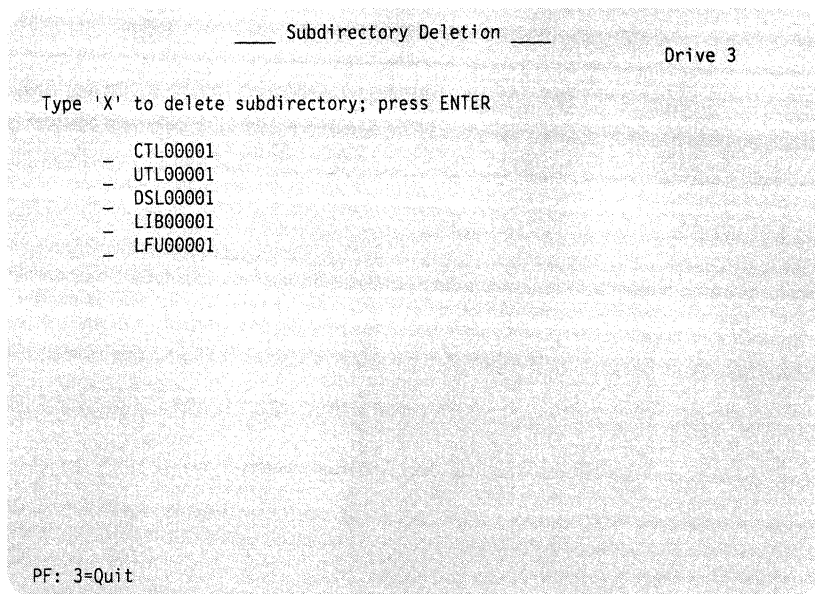 ____ Subdirectory Deletion ____
Drive 3
Type 'X' to delete subdirectory; press ENTER
_ CTL00001
_ UTL00001
_ DSL00001
_ LIB00001
_ LFU00001
PF: 3=Quit